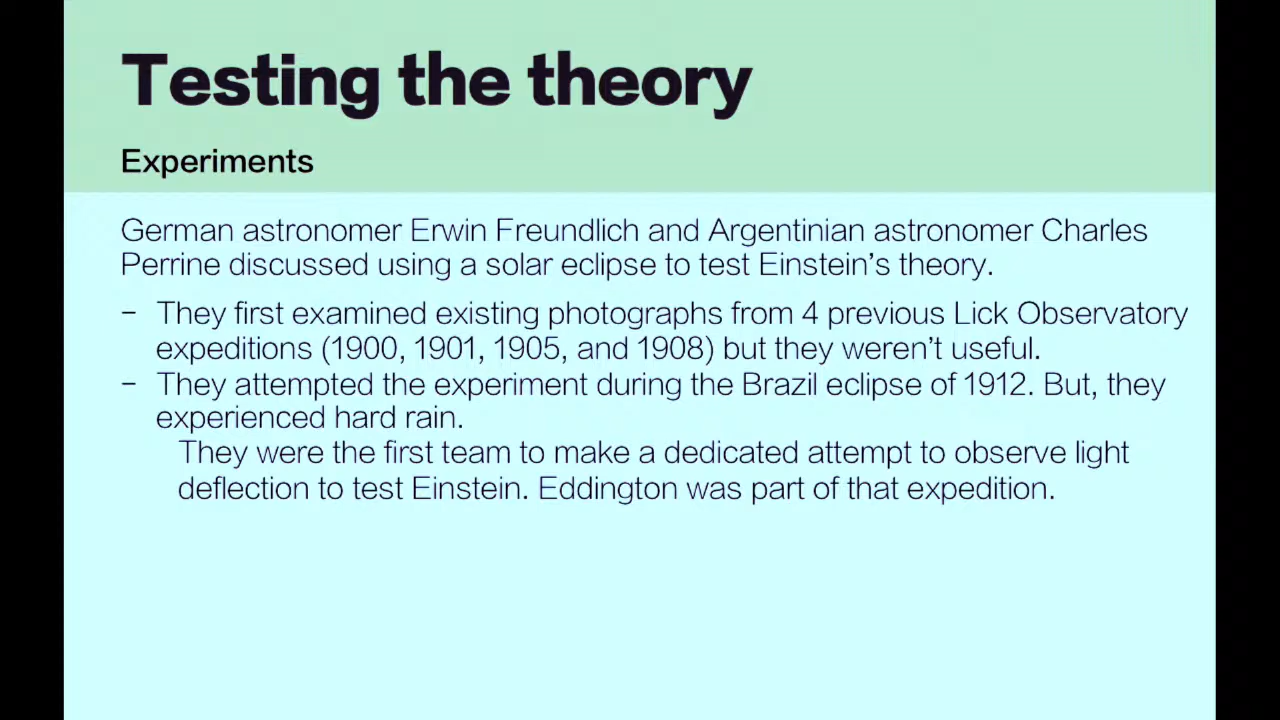 Testing the theory
Experiments
German astronomer Erwin Freundlich and Argentinian astronomer Charles
Perrine discussed using a solar eclipse to test Einstein’s theory.
– They first examined existing photographs from 4 previous Lick Observatory
expeditions (1900, 1901, 1905, and 1908) but they weren’t useful.
– They attempted the experiment during the Brazil eclipse of 1912. But, they
experienced hard rain.
They were the first team to make a dedicated attempt to observe light
deflection to test Einstein. Eddington was part of that expedition.